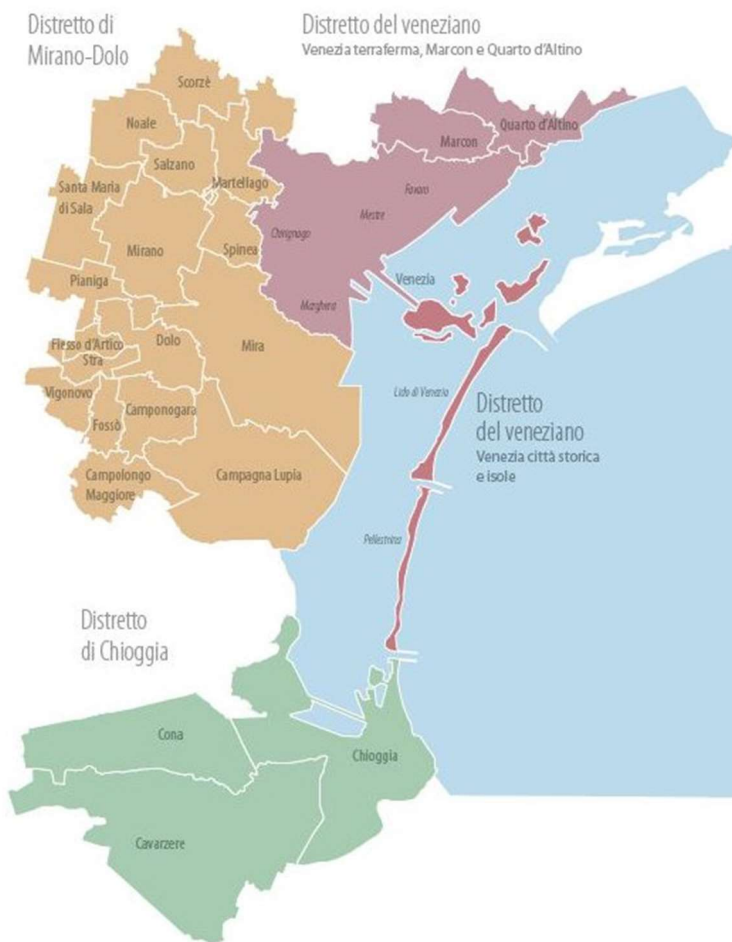 Distretto di
Mirano-Dolo
Distretto del veneziano
Venezia terraferma, Marcon e Quarto d'Altino
Scorzè
Noale
Quarto d'Altino
Marcon
Salzano
Martellago
Santa Maria
di Sala
Favaro
Mestre
Chirignago
Mirano
Spinea
Pianiga
Venezia
Marghera
Dolo
Mira
Fiesso d'Artico
Stra
Vigonovo
Camponogara
Fossò
Lido di Venezia
Distretto
del veneziano
Venezia città storica
e isole
Campolongo
Maggiore
Campagna Lupia
Pellestrina
Distretto
di Chioggia
Cona
Chioggia
Cavarzere